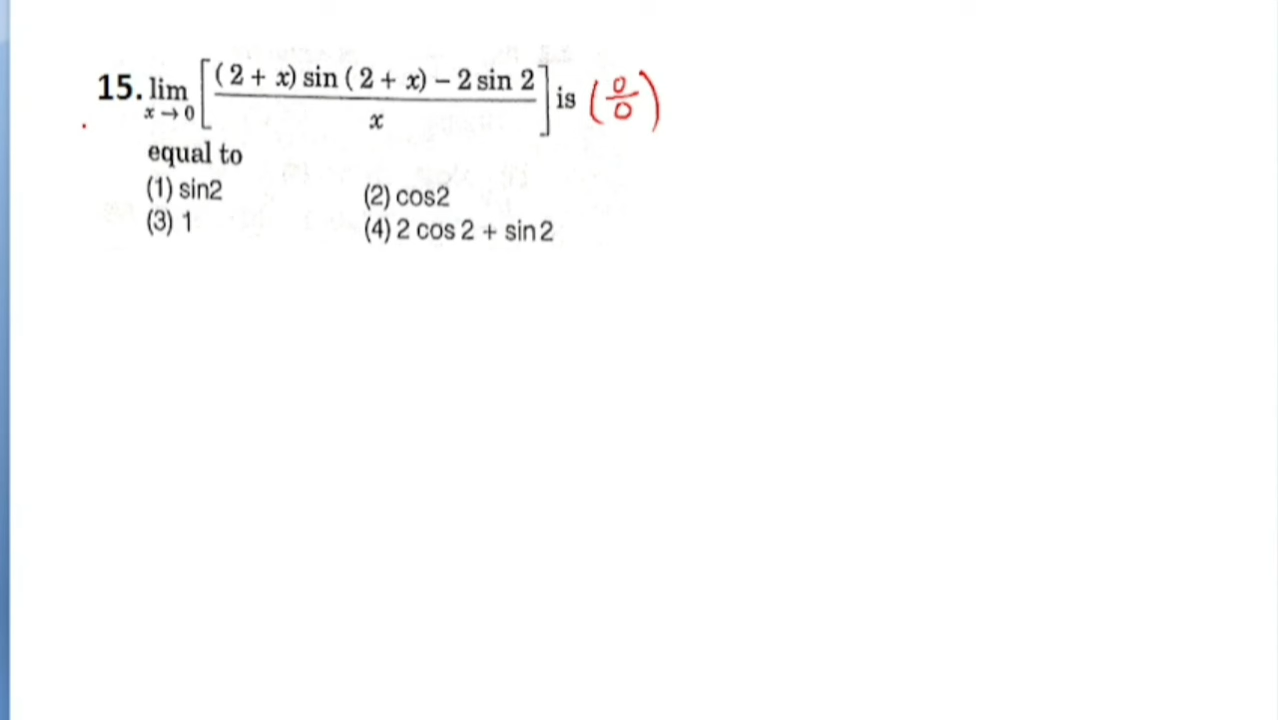 15. lim x→0 [((2 + x) sin (2 + x) – 2 sin 2) / x] is (0/0)
equal to
(1) sin2 (2) cos2
(3) 1 (4) 2 cos 2 + sin 2